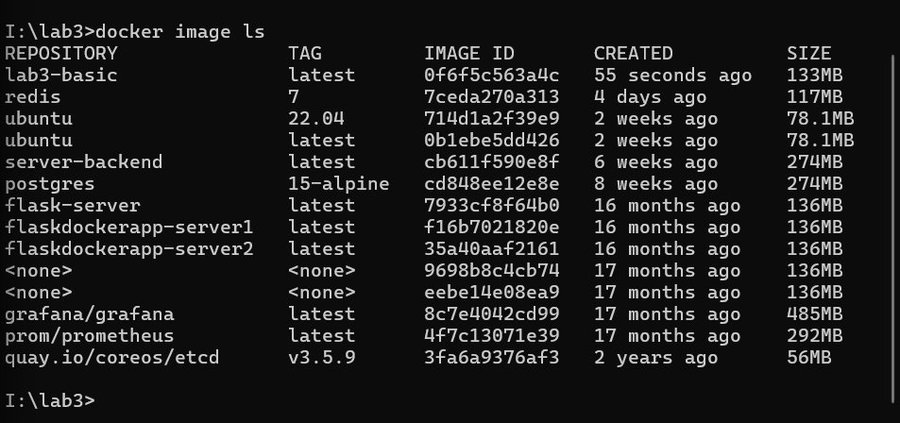 I:\lab3>docker image ls
REPOSITORY TAG IMAGE ID CREATED SIZE
lab3-basic latest 0f6f5c563a4c 55 seconds ago 133MB
redis 7 7ceda270a313 4 days ago 117MB
ubuntu 22.04 714d1a2f39e9 2 weeks ago 78.1MB
ubuntu latest 0b1ebe5dd426 2 weeks ago 78.1MB
server-backend latest cb611f590e8f 6 weeks ago 274MB
postgres 15-alpine cd848ee12e8e 8 weeks ago 274MB
flask-server latest 7933cf8f64b0 16 months ago 136MB
flaskdockerapp-server1 latest f16b7021820e 16 months ago 136MB
flaskdockerapp-server2 latest 35a40aaf2161 16 months ago 136MB
<none> <none> 9698b8c4cb74 17 months ago 136MB
<none> <none> eebe14e08ea9 17 months ago 136MB
grafana/grafana latest 8c7e4042cd99 17 months ago 485MB
prom/prometheus latest 4f7c13071e39 17 months ago 292MB
quay.io/coreos/etcd v3.5.9 3fa6a9376af3 2 years ago 56MB
I:\lab3>